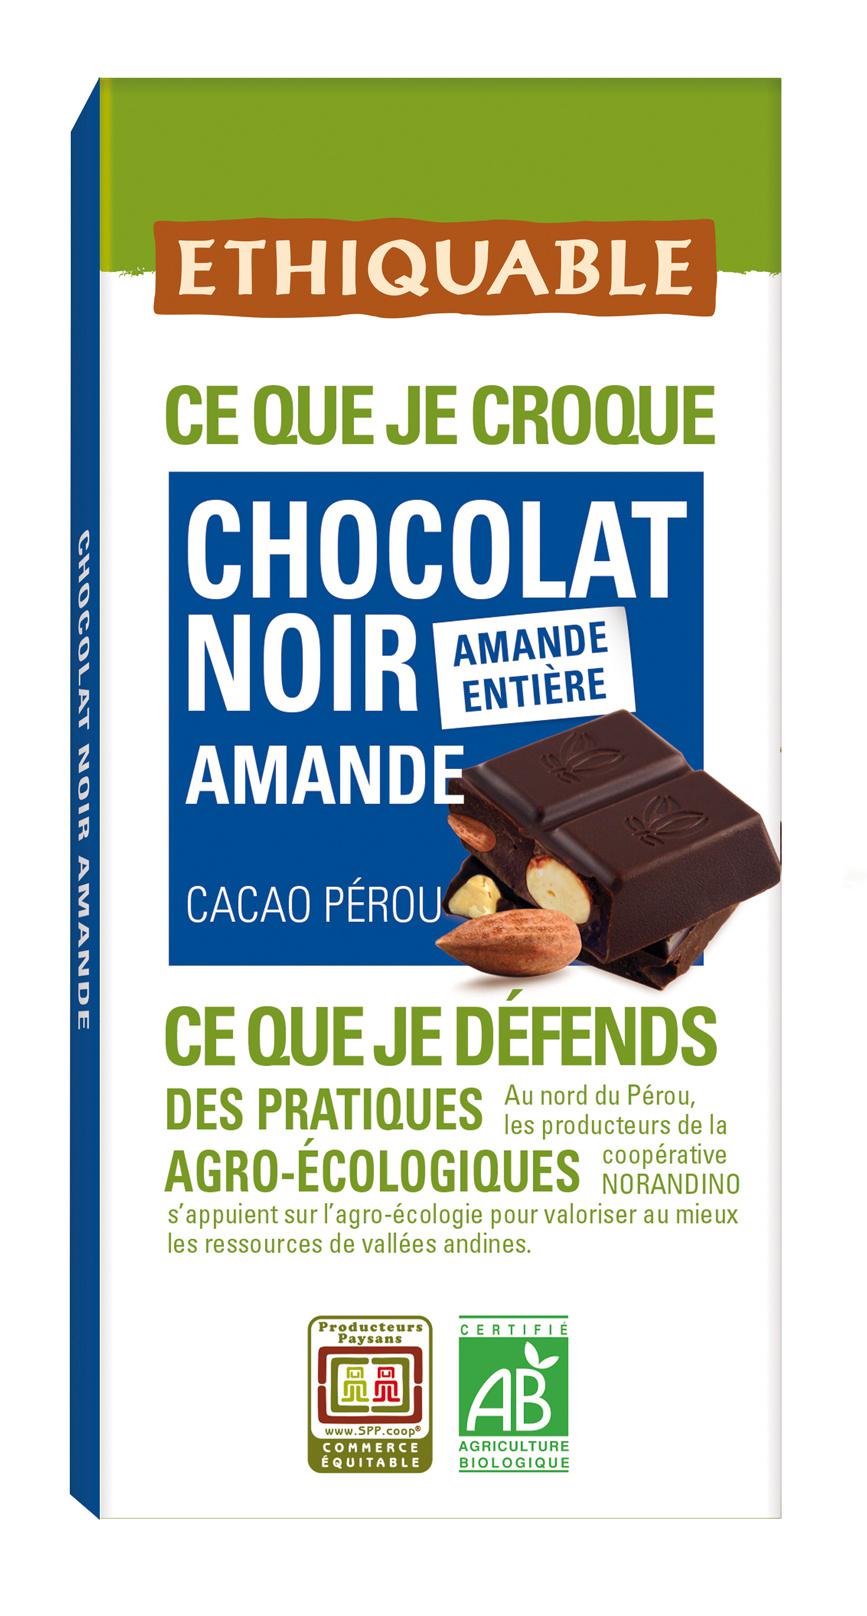 ETHIQUABLE
CE QUE JE CROQUE
CHOCOLAT
NOIR
AMANDE
ENTIÈRE
AMANDE
CACAO PÉROU
CE QUE JE DÉFENDS
DES PRATIQUES
AGRO-ÉCOLOGIQUES
Au nord du Pérou,
les producteurs de la
coopérative
NORANDINO
s'appuient sur l'agro-écologie pour valoriser au mieux
les ressources de vallées andines.
Producteurs
Paysans
www.SPP.coop®
COMMERCE
ÉQUITABLE
CERTIFIÉ
AB
AGRICULTURE
BIOLOGIQUE
CHOCOLAT NOIR AMANDE